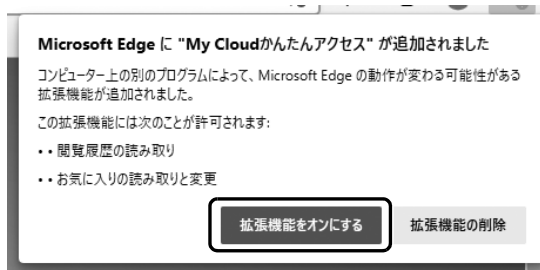 Microsoft Edge に "My Cloudかんたんアクセス" が追加されました
コンピューター上の別のプログラムによって、Microsoft Edge の動作が変わる可能性がある
拡張機能が追加されました。
この拡張機能には次のことが許可されます:
• • 閲覧履歴の読み取り
• • お気に入りの読み取りと変更
拡張機能をオンにする 拡張機能の削除